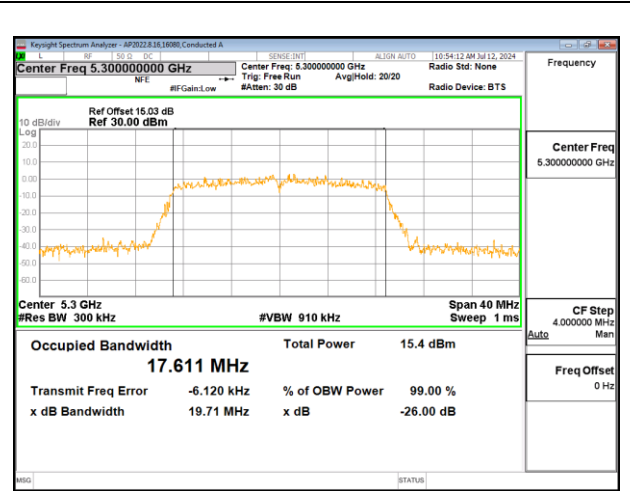 Keysight Spectrum Analyzer - AP2022.8.16,16080,Conducted A
L RF 50 Ω DC SENSE:INT ALIGN AUTO 10:54:12 AM Jul 12, 2024
Center Freq 5.300000000 GHz
NFE
#IFGain:Low
Center Freq: 5.300000000 GHz
Trig: Free Run Avg|Hold: 20/20
#Atten: 30 dB
Radio Std: None
Radio Device: BTS
Ref Offset 15.03 dB
10 dB/div Ref 30.00 dBm
Log
20.0
10.0
0.00
-10.0
-20.0
-30.0
-40.0
-50.0
-60.0
Center 5.3 GHz Span 40 MHz
#Res BW 300 kHz #VBW 910 kHz Sweep 1 ms
Occupied Bandwidth Total Power 15.4 dBm
17.611 MHz
Transmit Freq Error -6.120 kHz % of OBW Power 99.00 %
x dB Bandwidth 19.71 MHz x dB -26.00 dB
MSG STATUS
Frequency
Center Freq
5.300000000 GHz
CF Step
4.000000 MHz
Auto Man
Freq Offset
0 Hz